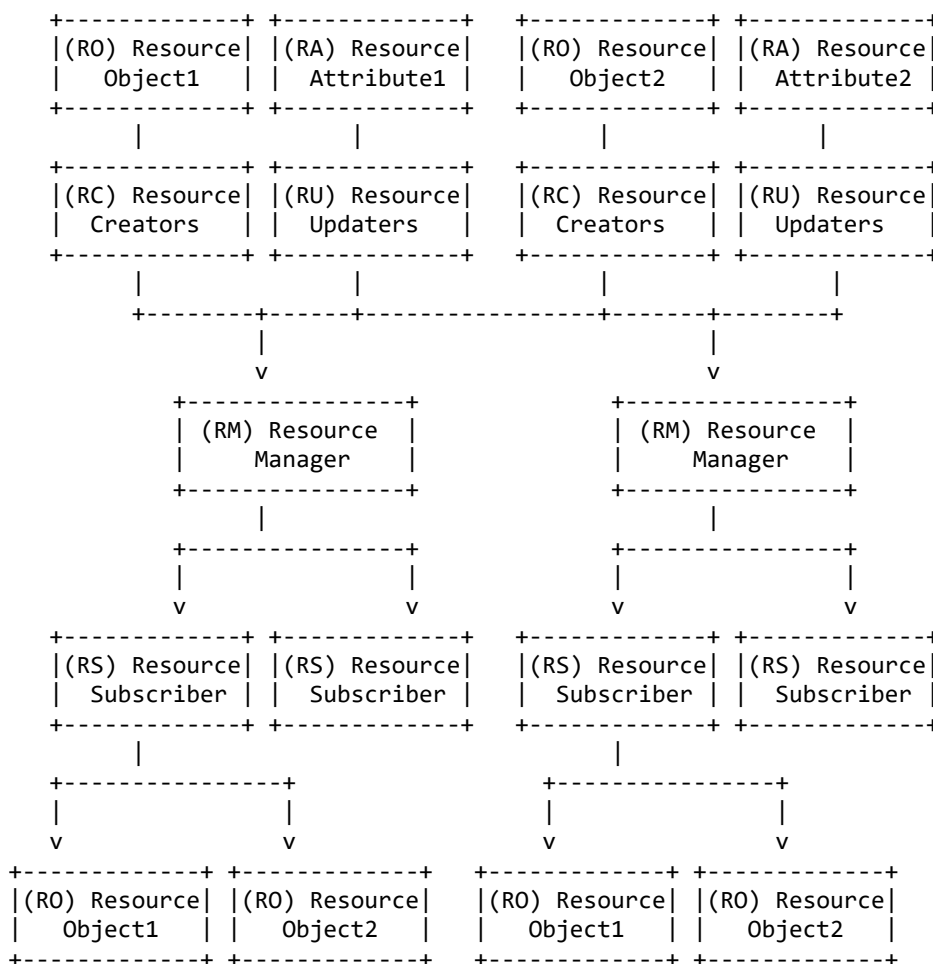 (RO) Resource (RA) Resource (RO) Resource (RA) Resource
Object1 Attribute1 Object2 Attribute2
(RC) Resource (RU) Resource (RC) Resource (RU) Resource
Creators Updaters Creators Updaters
(RM) Resource (RM) Resource
Manager Manager
(RS) Resource (RS) Resource (RS) Resource (RS) Resource
Subscriber Subscriber Subscriber Subscriber
(RO) Resource (RO) Resource (RO) Resource (RO) Resource
Object1 Object2 Object1 Object2